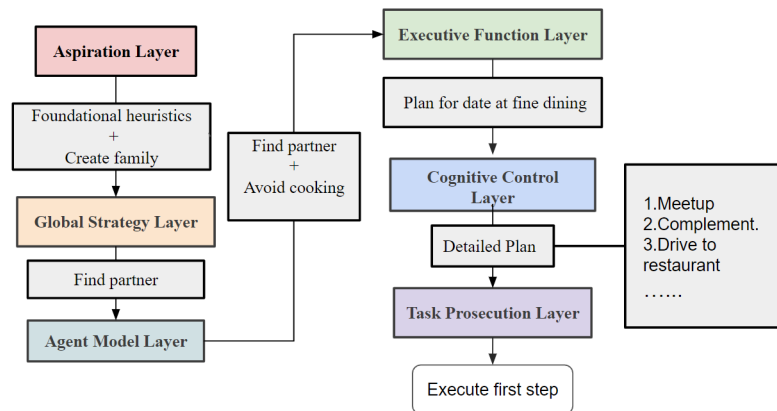 Aspiration Layer
Foundational heuristics
+
Create family
Global Strategy Layer
Find partner
Agent Model Layer
Find partner
+
Avoid cooking
Executive Function Layer
Plan for date at fine dining
Cognitive Control
Layer
Detailed Plan
1.Meetup
2.Complement.
3.Drive to
restaurant
……
Task Prosecution Layer
Execute first step